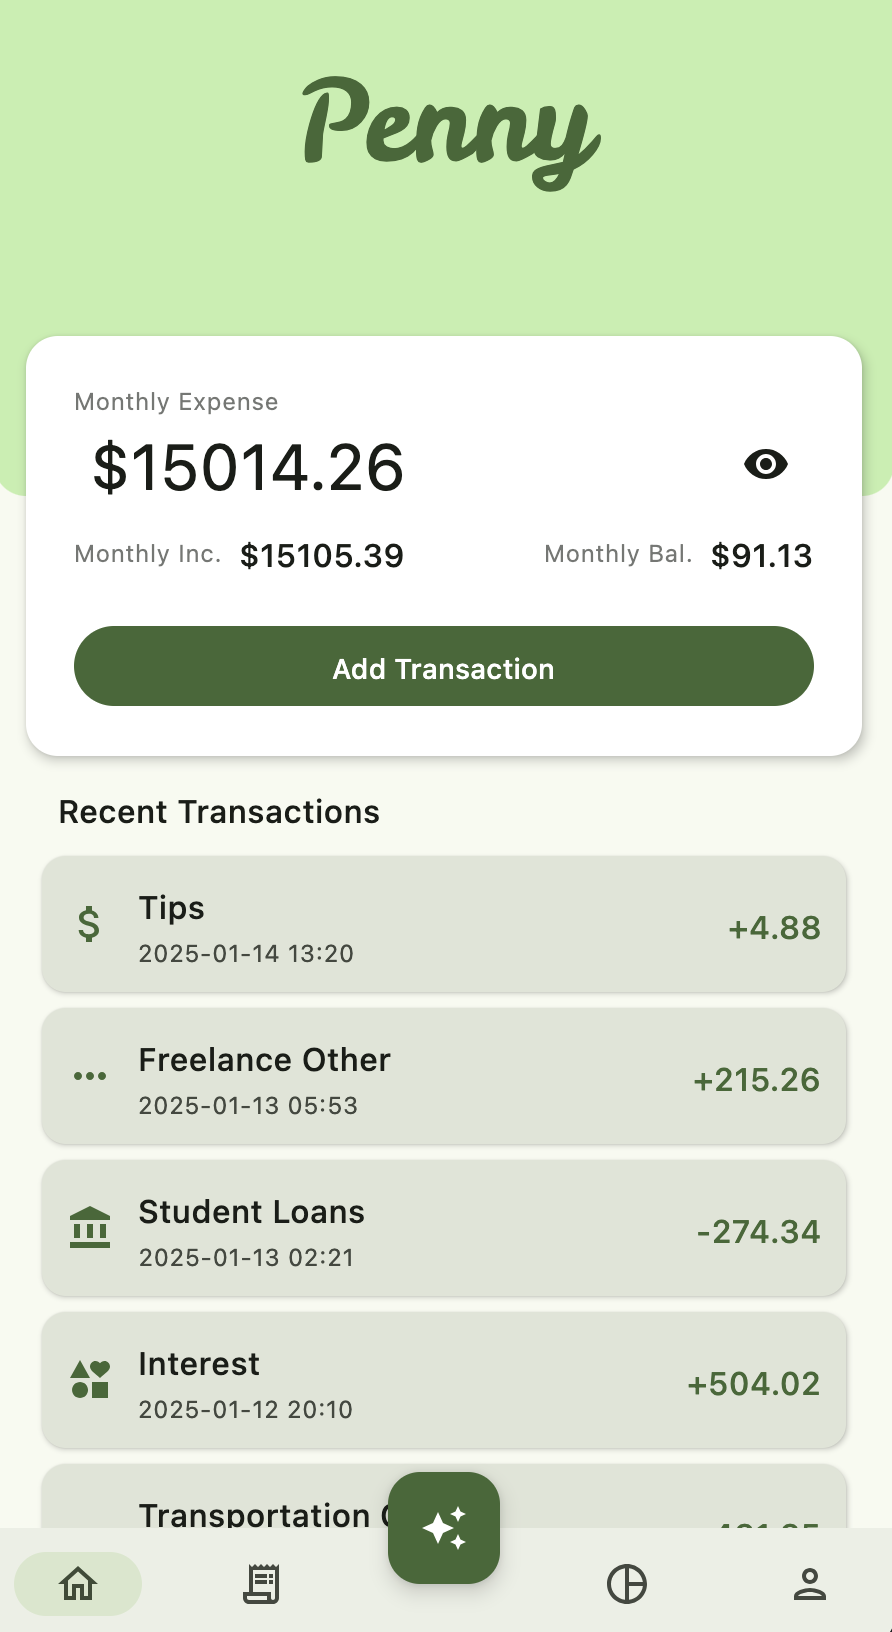 Penny
Monthly Expense
$15014.26
Monthly Inc. $15105.39 Monthly Bal. $91.13
Add Transaction
Recent Transactions
Tips
2025-01-14 13:20
+4.88
Freelance Other
2025-01-13 05:53
+215.26
Student Loans
2025-01-13 02:21
-274.34
Interest
2025-01-12 20:10
+504.02
Transportation